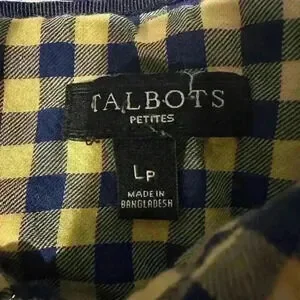 TALBOTS
PETITES
LP
MADE IN
BANGLADESH